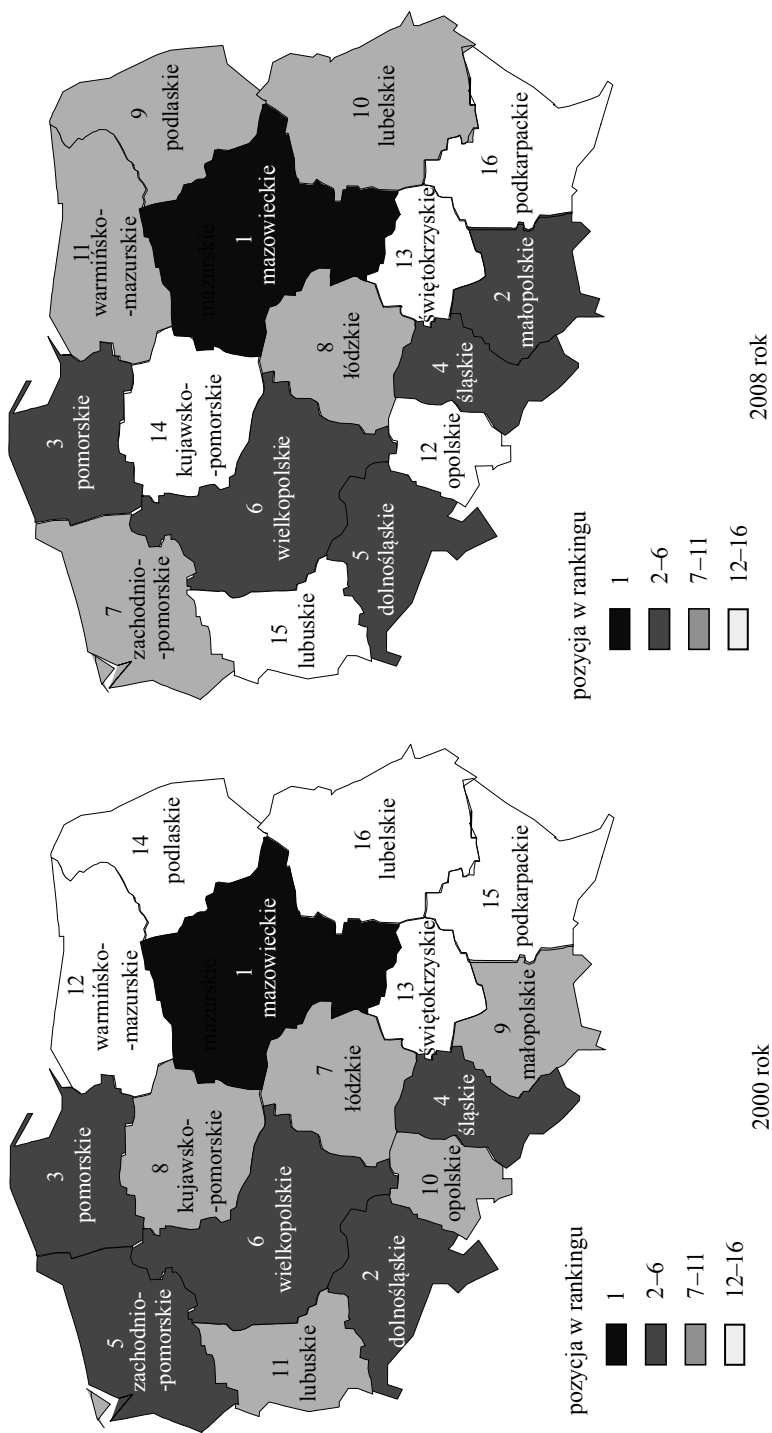 5
zachodnio-
-pomorskie
3
pomorskie
12
warmińsko-
-mazurskie
14
podlaskie
8
kujawsko-
-pomorskie
mazurskie
1
mazowieckie
11
lubuskie
6
wielkopolskie
7
łódzkie
16
lubelskie
2
dolnośląskie
10
opolskie
4
śląskie
13
świętokrzyskie
9
małopolskie
15
podkarpackie
pozycja w rankingu
1
2–6
7–11
12–16
2000 rok
7
zachodnio-
-pomorskie
3
pomorskie
11
warmińsko-
-mazurskie
9
podlaskie
14
kujawsko-
-pomorskie
mazurskie
1
mazowieckie
15
lubuskie
6
wielkopolskie
8
łódzkie
10
lubelskie
5
dolnośląskie
12
opolskie
4
śląskie
13
świętokrzyskie
2
małopolskie
16
podkarpackie
pozycja w rankingu
1
2–6
7–11
12–16
2008 rok